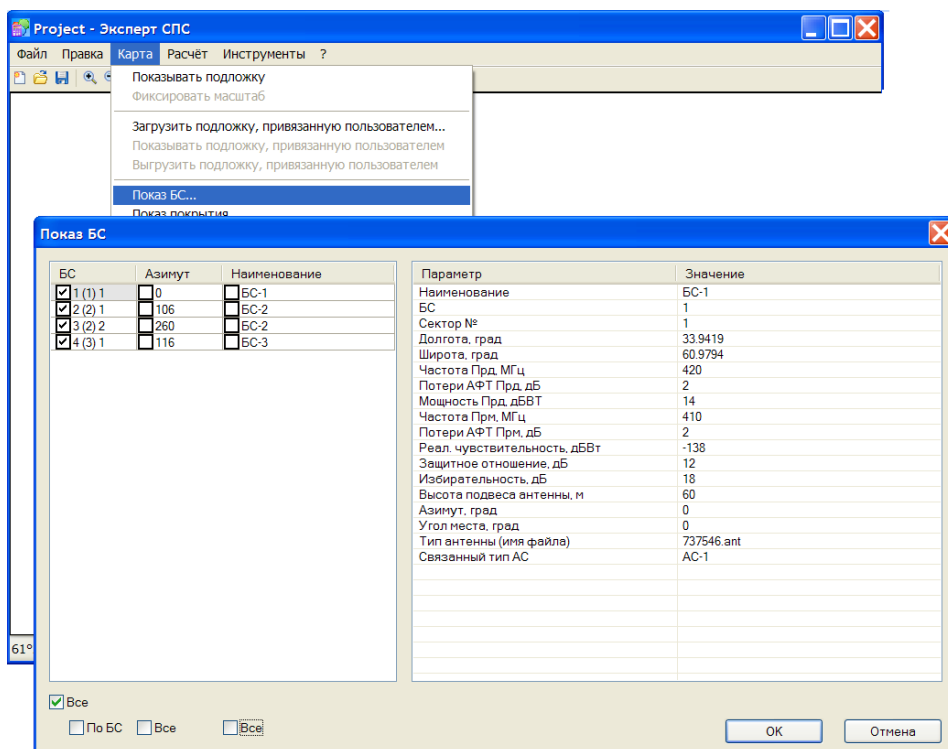 Project - Эксперт СПС
Файл Правка Карта Расчёт Инструменты ?
Показывать подложку
Фиксировать масштаб
Загрузить подложку, привязанную пользователем...
Показывать подложку, привязанную пользователем
Выгрузить подложку, привязанную пользователем
Показ БС...
Показ покрытия
Показ БС
БС Азимут Наименование
1 (1) 1 0 БС-1
2 (2) 1 106 БС-2
3 (2) 2 260 БС-2
4 (3) 1 116 БС-3
Параметр Значение
Наименование БС-1
БС 1
Сектор № 1
Долгота, град 33.9419
Широта, град 60.9794
Частота Прд, МГц 420
Потери АФТ Прд, дБ 2
Мощность Прд, дБВТ 14
Частота Прм, МГц 410
Потери АФТ Прм, дБ 2
Реал. чувствительность, дБВт -138
Защитное отношение, дБ 12
Избирательность, дБ 18
Высота подвеса антенны, м 60
Азимут, град 0
Угол места, град 0
Тип антенны (имя файла) 737546.ant
Связанный тип АС АС-1
61°
Все
По БС Все Все
ОК Отмена